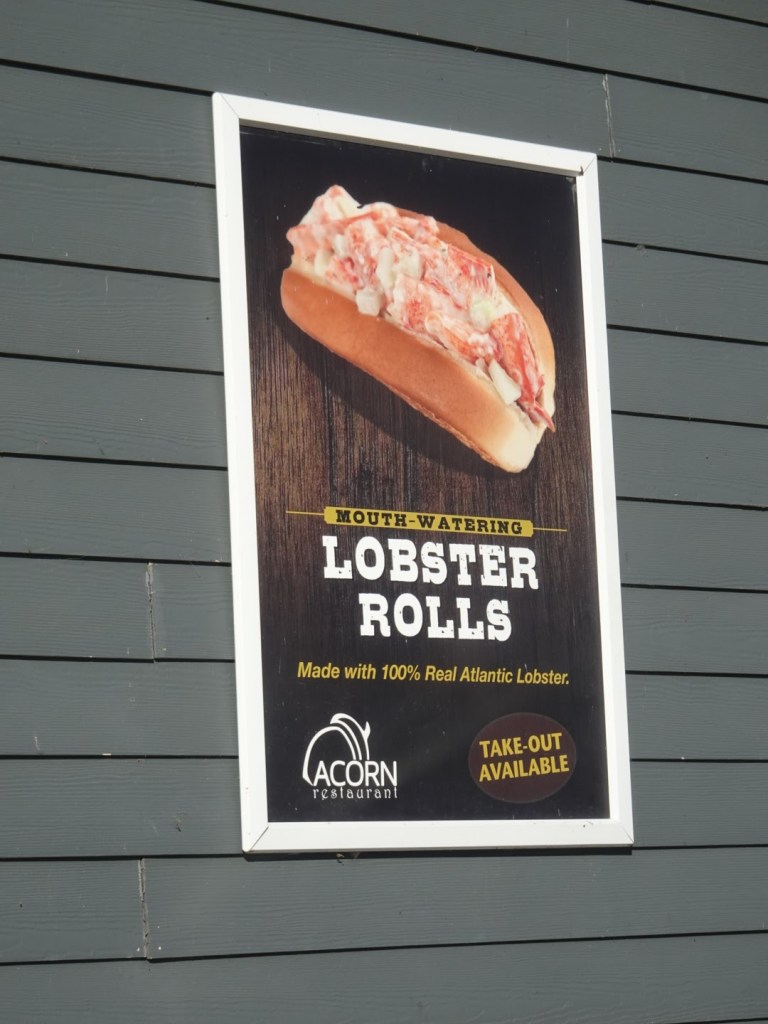 MOUTH-WATERING
LOBSTER
ROLLS
Made with 100% Real Atlantic Lobster.
ACORN
restaurant
TAKE-OUT
AVAILABLE